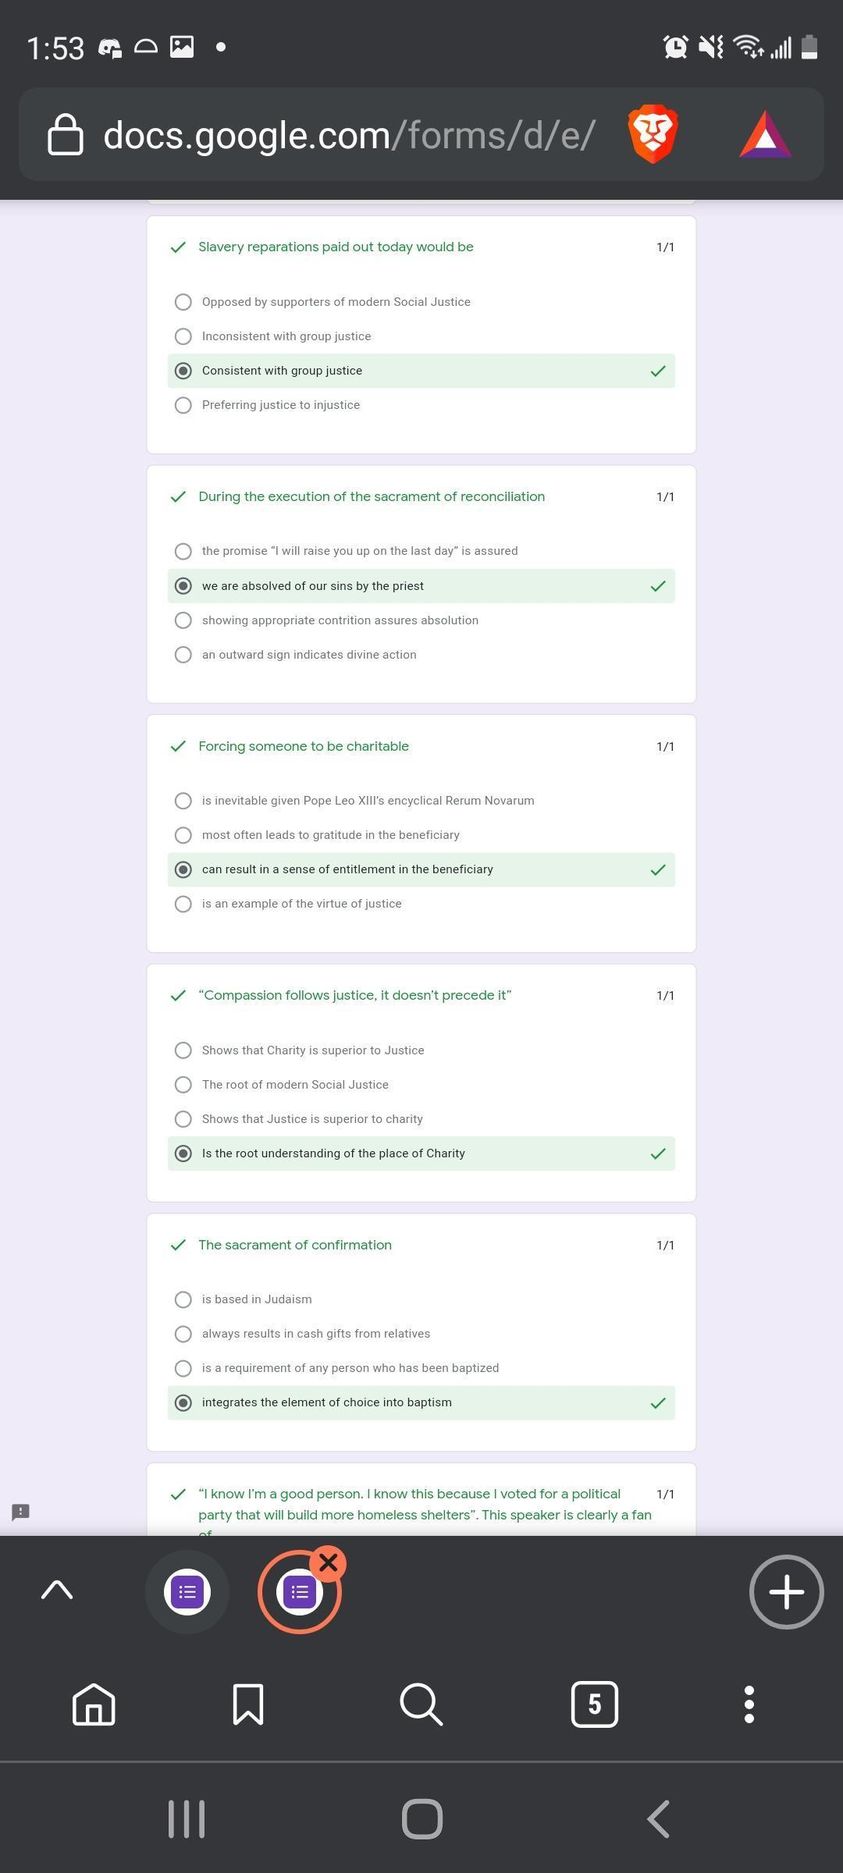 1:53
docs.google.com/forms/d/e/
Slavery reparations paid out today would be 1/1
Opposed by supporters of modern Social Justice
Inconsistent with group justice
Consistent with group justice
Preferring justice to injustice
During the execution of the sacrament of reconciliation 1/1
the promise “I will raise you up on the last day” is assured
we are absolved of our sins by the priest
showing appropriate contrition assures absolution
an outward sign indicates divine action
Forcing someone to be charitable 1/1
is inevitable given Pope Leo XIII’s encyclical Rerum Novarum
most often leads to gratitude in the beneficiary
can result in a sense of entitlement in the beneficiary
is an example of the virtue of justice
“Compassion follows justice, it doesn’t precede it” 1/1
Shows that Charity is superior to Justice
The root of modern Social Justice
Shows that Justice is superior to charity
Is the root understanding of the place of Charity
The sacrament of confirmation 1/1
is based in Judaism
always results in cash gifts from relatives
is a requirement of any person who has been baptized
integrates the element of choice into baptism
“I know I’m a good person. I know this because I voted for a political 1/1
party that will build more homeless shelters”. This speaker is clearly a fan
of
5